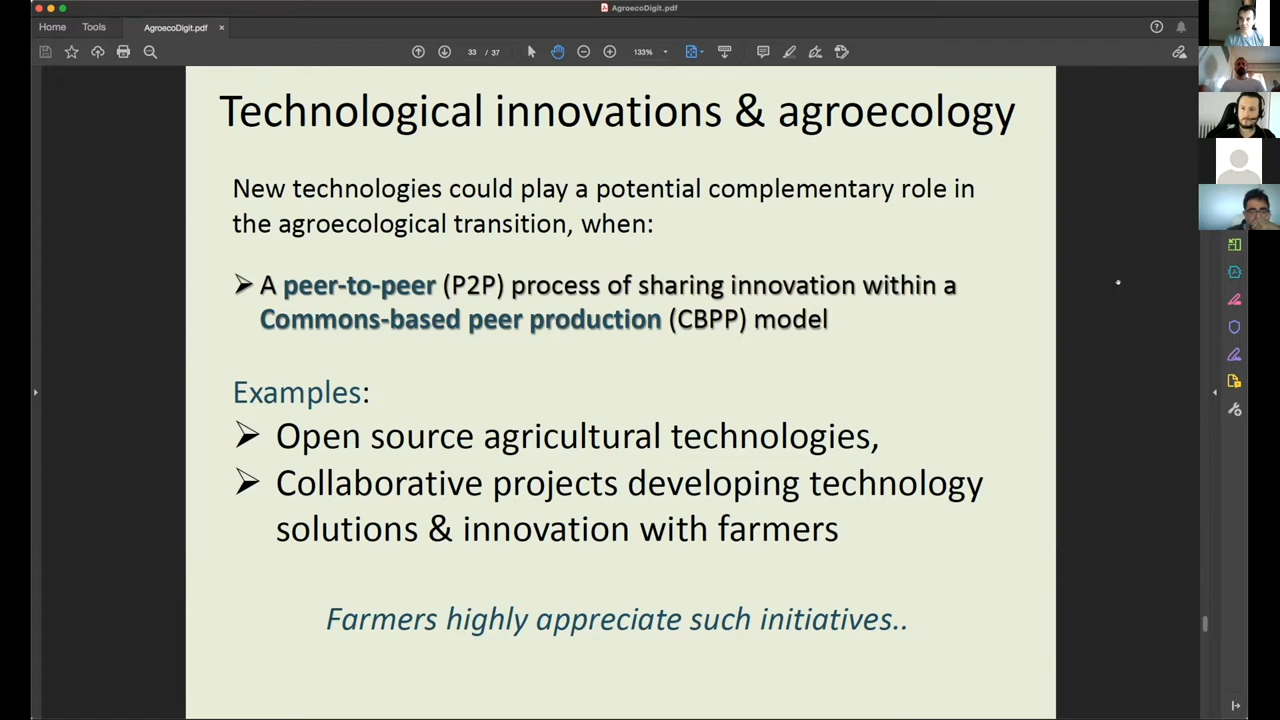 AgroecoDigit.pdf
Home
Tools
AgroecoDigit.pdf
×
33 / 37
133%
Technological innovations & agroecology
New technologies could play a potential complementary role in
the agroecological transition, when:
➢ A peer-to-peer (P2P) process of sharing innovation within a
Commons-based peer production (CBPP) model
Examples:
➢ Open source agricultural technologies,
➢ Collaborative projects developing technology
solutions & innovation with farmers
Farmers highly appreciate such initiatives..